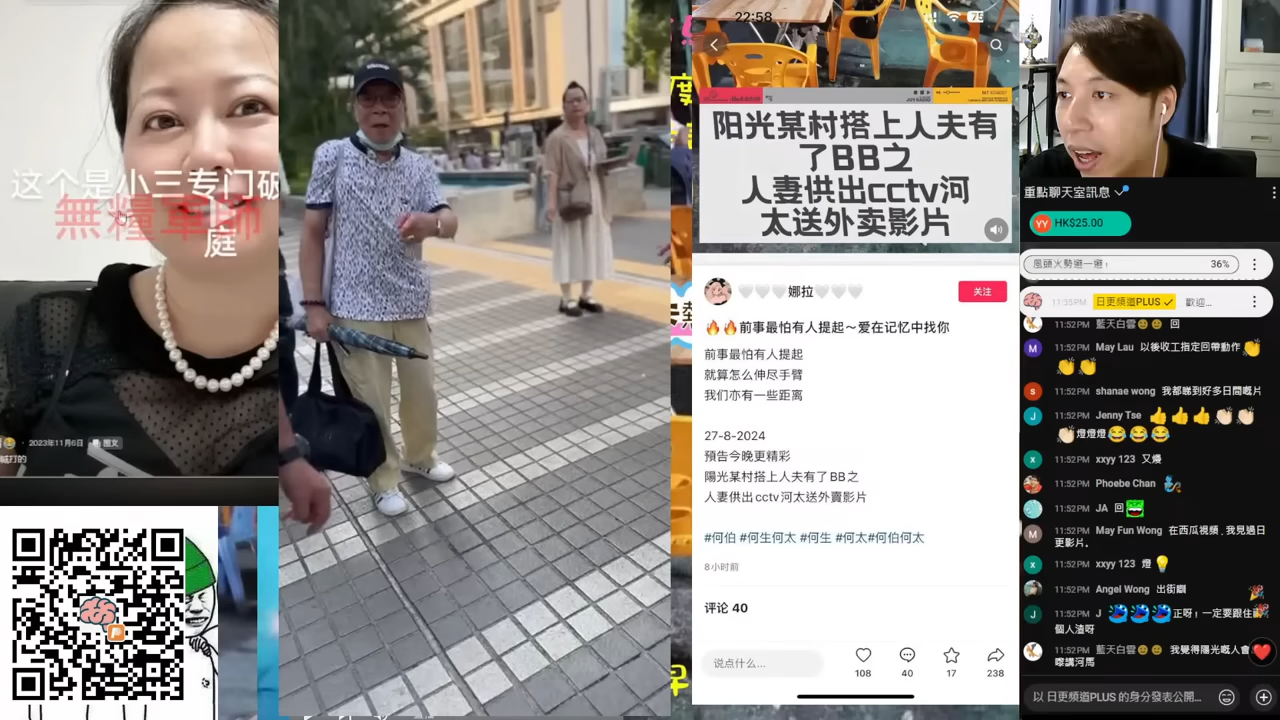 这个是小三专门破
無糧軍師
庭
2023年11月6日
图文
22:58
75
阳光某村搭上人夫有
了BB之
人妻供出cctv河
太送外卖影片
娜拉
关注
🔥🔥前事最怕有人提起～爱在记忆中找你
前事最怕有人提起
就算怎么伸尽手臂
我们亦有一些距离
27-8-2024
預告今晚更精彩
陽光某村搭上人夫有了BB之
人妻供出cctv河太送外賣影片
#何伯 #何生何太 #何生 #何太#何伯何太
8小时前
评论 40
说点什么...
108
40
17
238
重點聊天室訊息
YY HK$25.00
風頭火勢避一避！ 36%
11:35PM 日更頻道PLUS 歡迎...
11:52PM 藍天白雲😐😐 回
11:52PM May Lau 以後收工指定回帶動作👏
👏👏
11:52PM shanae wong 我都睇到好多日間嘅片
11:52PM Jenny Tse 👍👍👍👏🏻👏🏻
👏🏻燈燈燈😂😂😂
11:52PM xxyy 123 又燶
11:52PM Phoebe Chan
11:52PM JA 回
11:52PM May Fun Wong 在西瓜視頻，我見過日
更影片。
11:52PM xxyy 123 燈💡
11:52PM Angel Wong 出街嚹
11:52PM J 正呀！一定要跟住
個人渣呀
11:52PM 藍天白雲😐😐 我覺得陽光嘅人會
嚟講河馬
以 日更頻道PLUS 的身分發表公開...